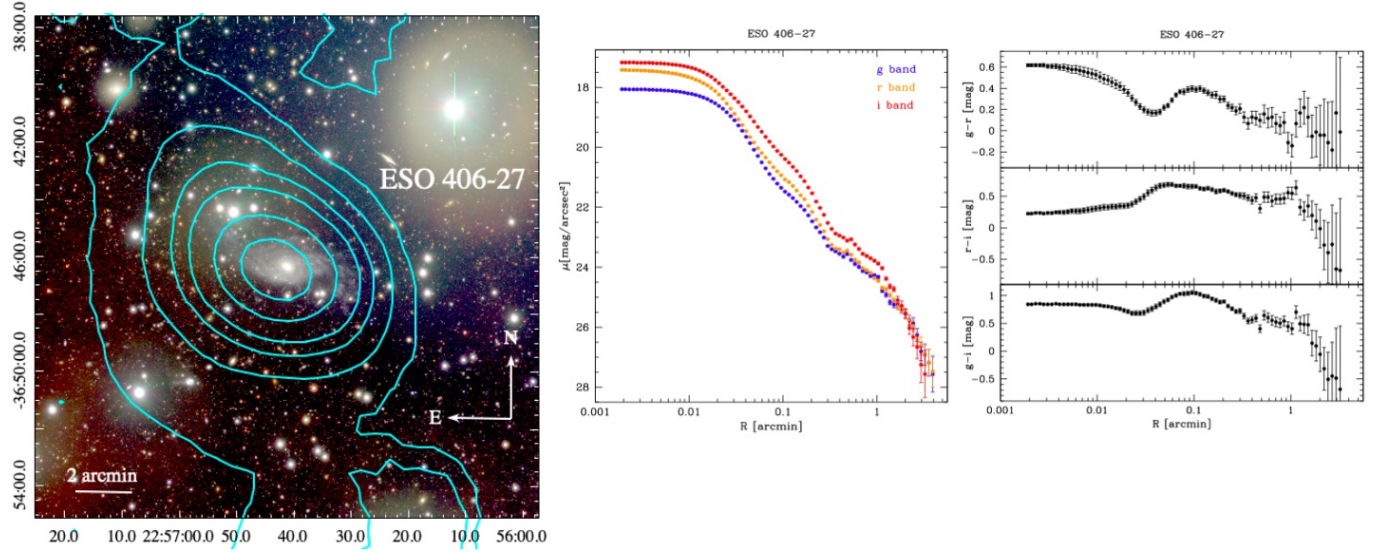 38:00.0
42:00.0
46:00.0
-36:50:00.0
54:00.0
ESO 406-27
N
E
2 arcmin
20.0 10.0 22:57:00.0 50.0 40.0 30.0 20.0 10.0 56:00.0
ESO 406-27
g band
r band
i band
18
20
22
24
26
28
μ[mag/arcsec²]
0.001 0.01 0.1 1
R [arcmin]
ESO 406-27
0.6
0.4
0.2
0
-0.2
g-r [mag]
0.5
0
-0.5
r-i [mag]
1
0.5
0
-0.5
g-i [mag]
0.001 0.01 0.1 1
R [arcmin]